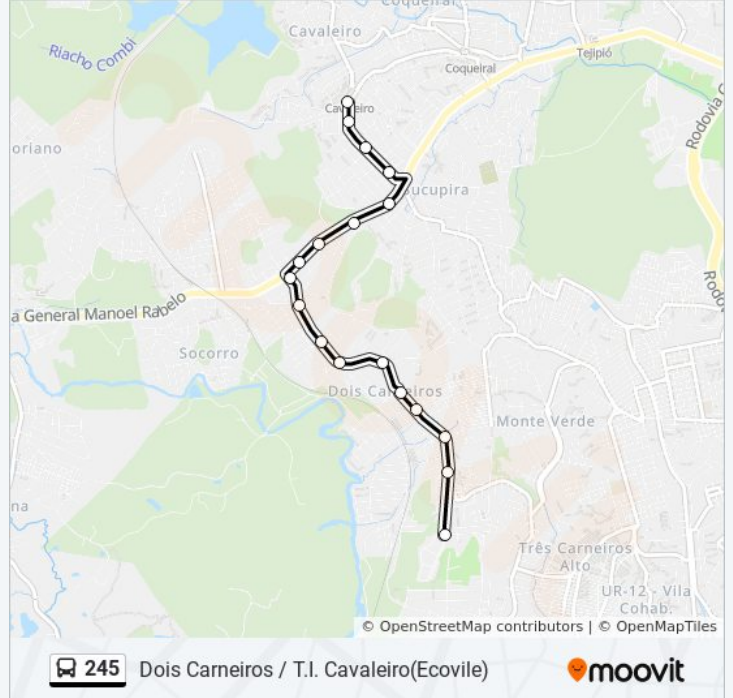 Coqueiral
Cavaleiro
Riacho Combi
Tejipió
Coqueiral
Cavaleiro
Rodovia
oriano
Sucupira
Rodov
a General Manoel Rabelo
Socorro
Dois Carneiros
Monte Verde
na
Três Carneiros
Alto
UR-12 - Vila
Cohab.
© OpenStreetMap contributors | © OpenMapTiles
245 Dois Carneiros / T.I. Cavaleiro(Ecovile) moovit